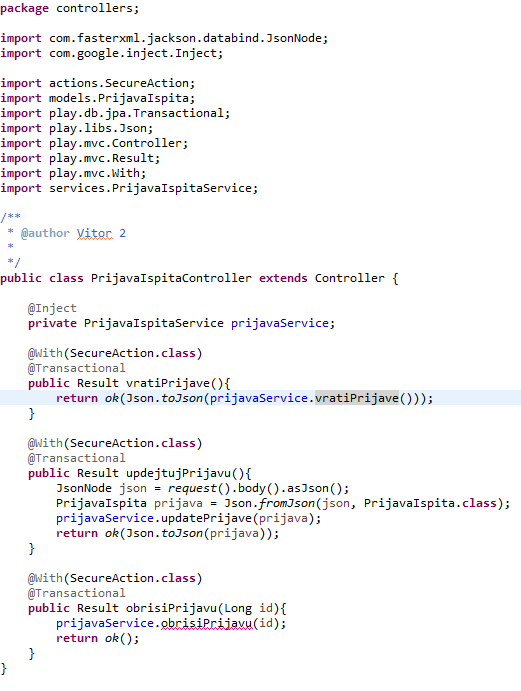 package controllers;

import com.fasterxml.jackson.databind.JsonNode;
import com.google.inject.Inject;

import actions.SecureAction;
import models.PrijavaIspita;
import play.db.jpa.Transactional;
import play.libs.Json;
import play.mvc.Controller;
import play.mvc.Result;
import play.mvc.With;
import services.PrijavaIspitaService;

/**
 * @author Vitor 2
 *
 */
public class PrijavaIspitaController extends Controller {

    @Inject
    private PrijavaIspitaService prijavaService;

    @With(SecureAction.class)
    @Transactional
    public Result vratiPrijave(){
        return ok(Json.toJson(prijavaService.vratiPrijave()));
    }

    @With(SecureAction.class)
    @Transactional
    public Result updejtujPrijavu(){
        JsonNode json = request().body().asJson();
        PrijavaIspita prijava = Json.fromJson(json, PrijavaIspita.class);
        prijavaService.updatePrijave(prijava);
        return ok(Json.toJson(prijava));
    }

    @With(SecureAction.class)
    @Transactional
    public Result obrisiPrijavu(Long id){
        prijavaService.obrisiPrijavu(id);
        return ok();
    }
}